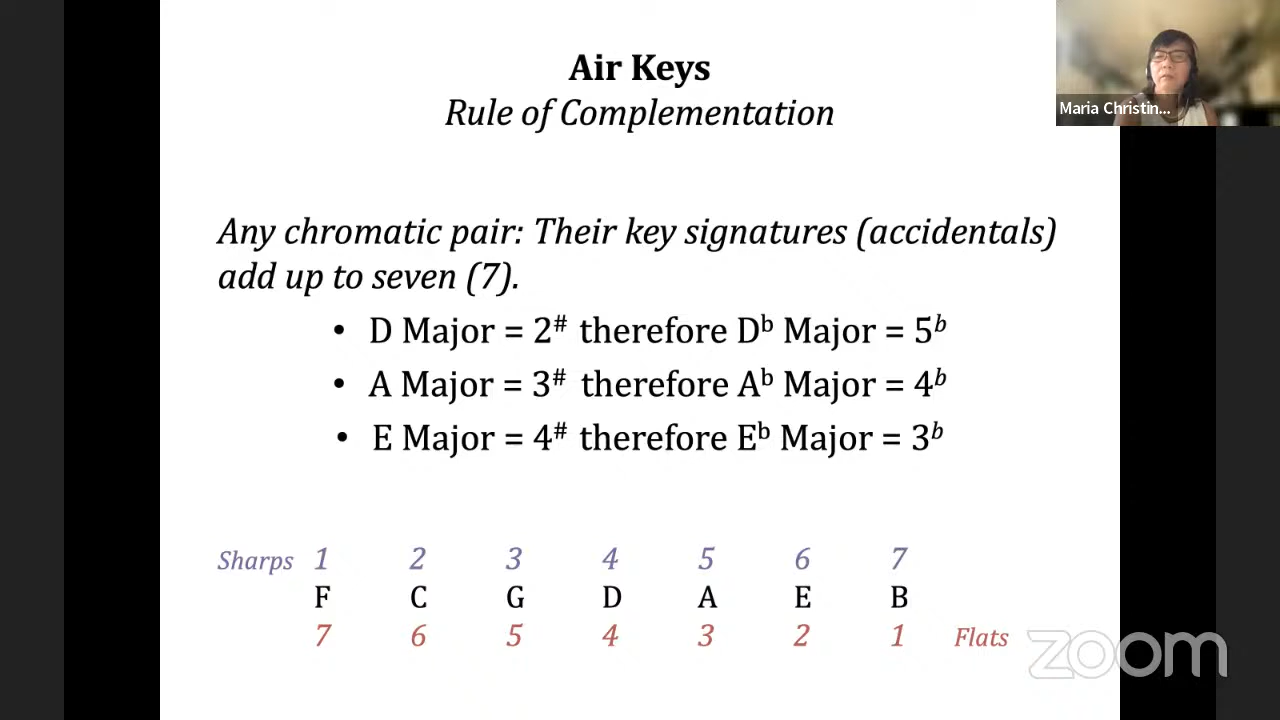 Air Keys
Rule of Complementation
Maria Christin...
Any chromatic pair: Their key signatures (accidentals)
add up to seven (7).
• D Major = 2# therefore Db Major = 5b
• A Major = 3# therefore Ab Major = 4b
• E Major = 4# therefore Eb Major = 3b
Sharps 1 2 3 4 5 6 7
F C G D A E B
7 6 5 4 3 2 1 Flats
zoom